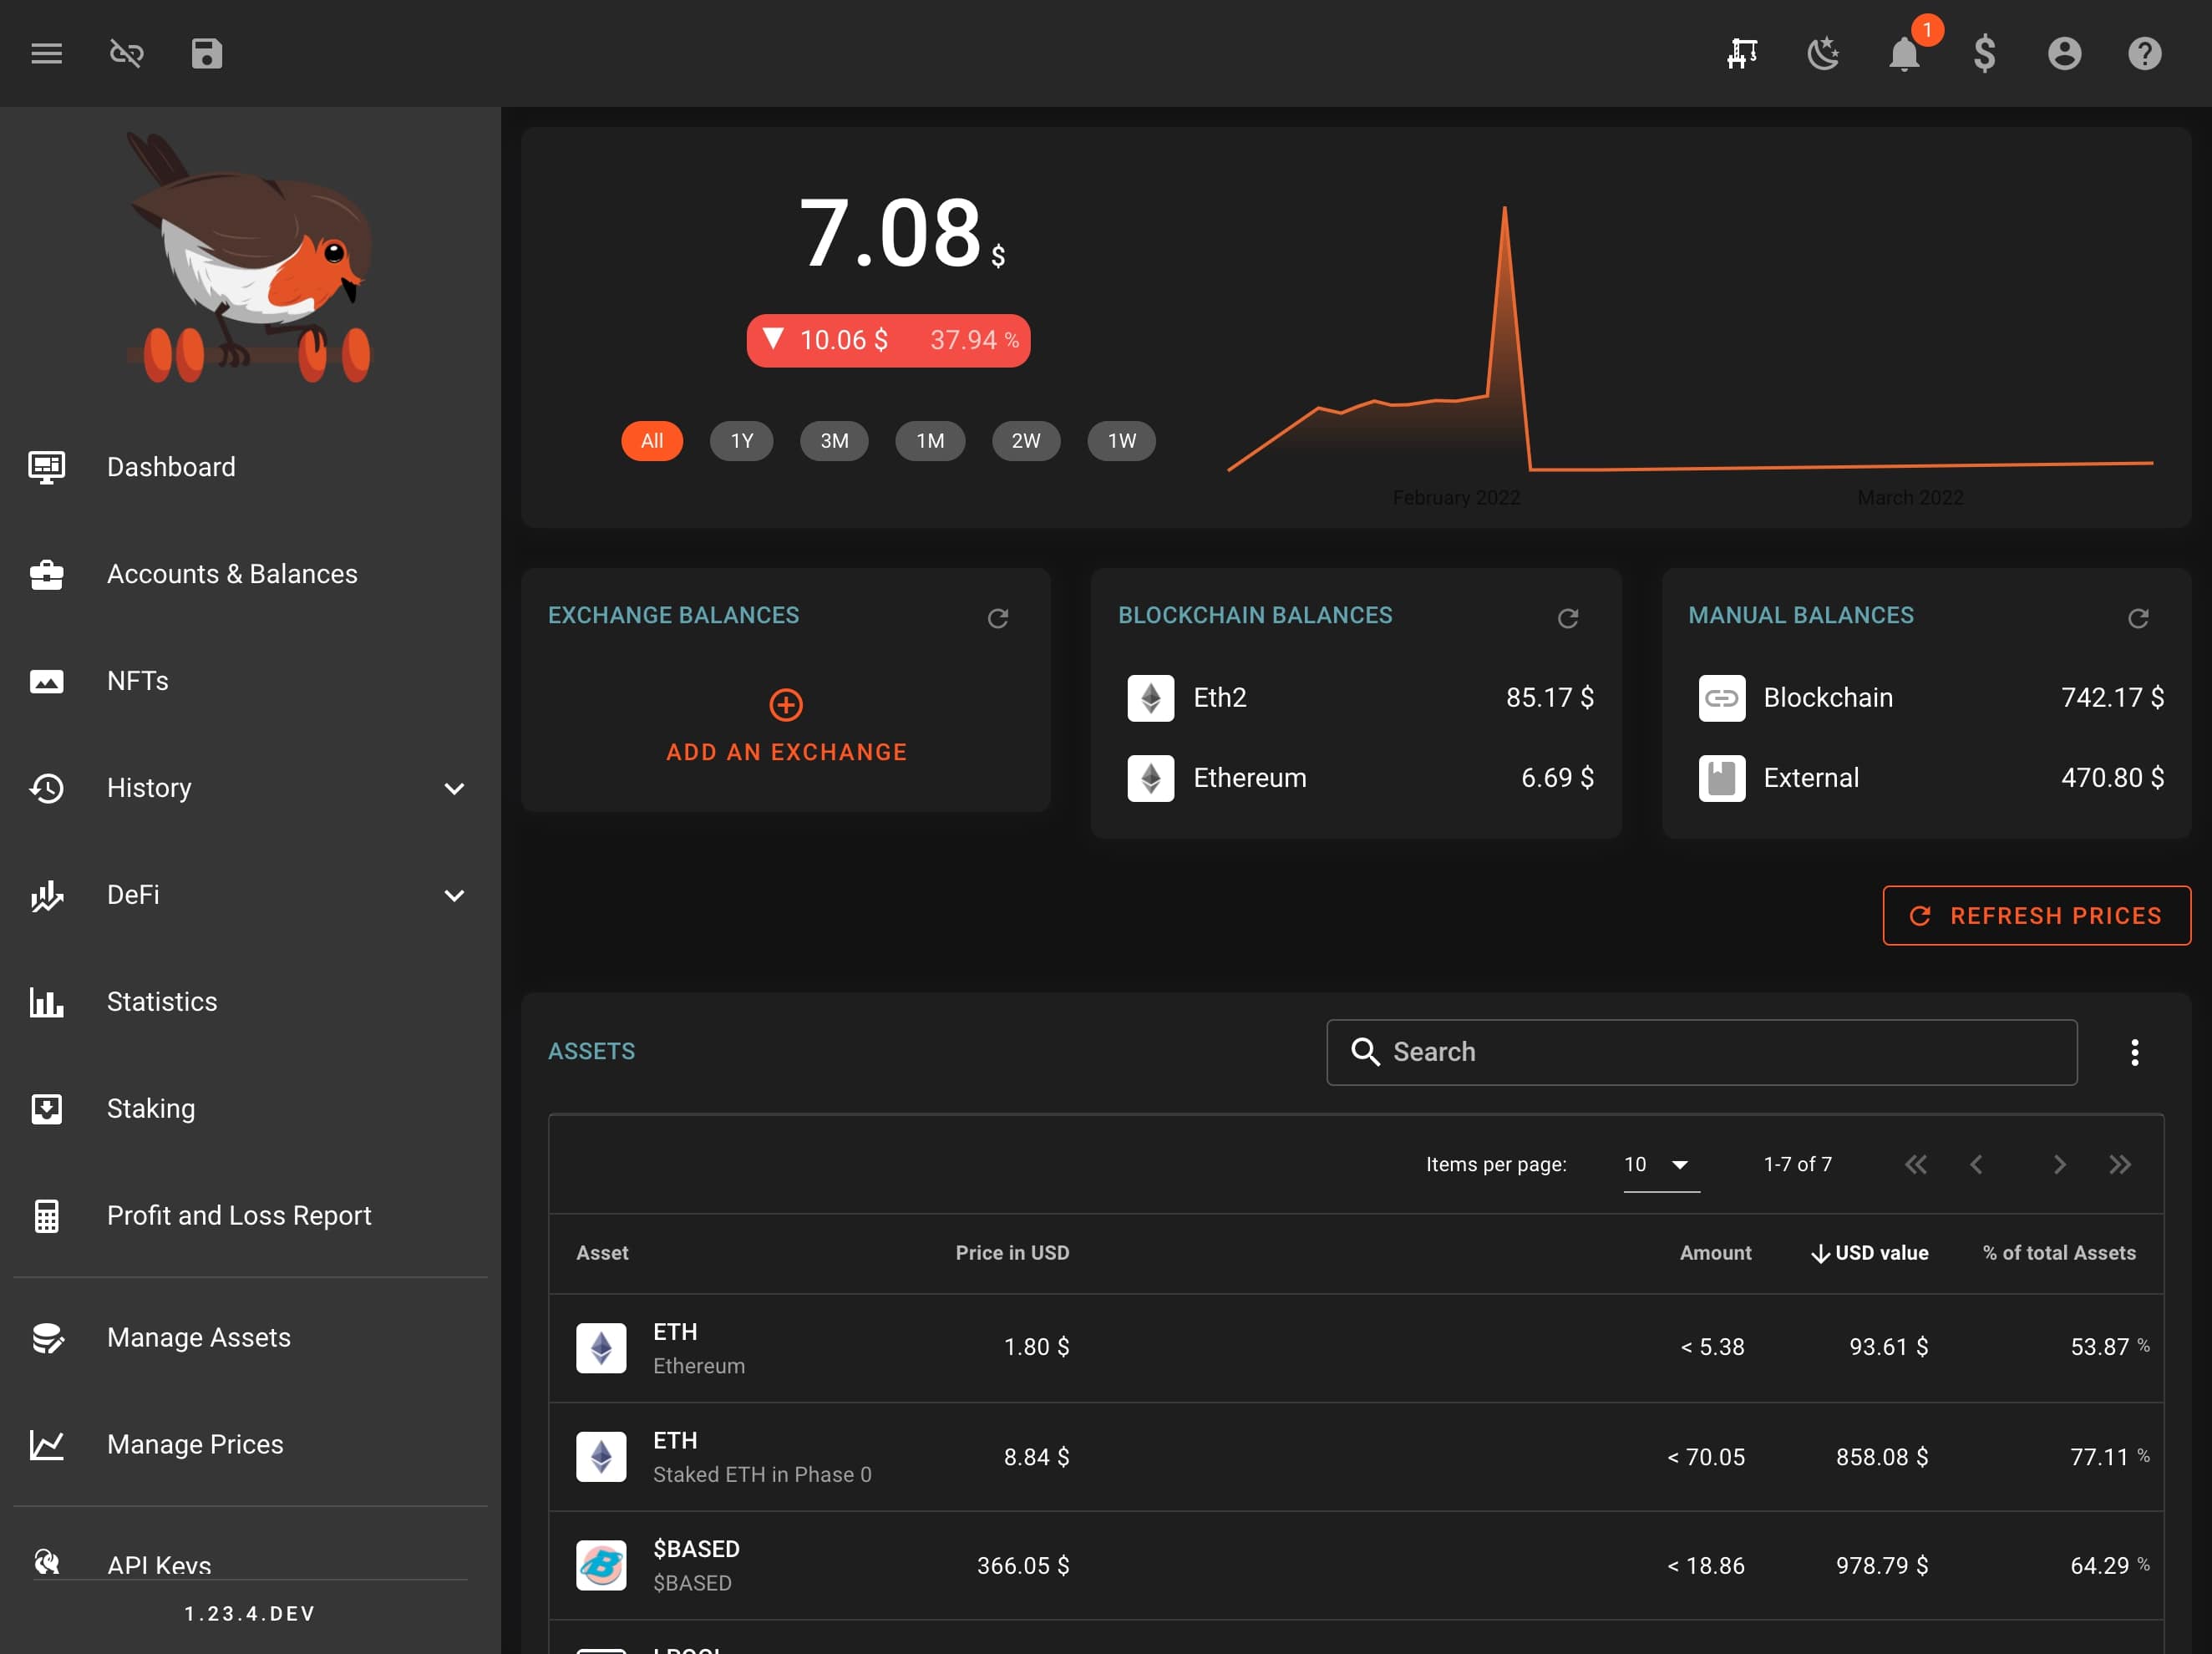 1
7.08 $
10.06 $ 37.94 %
All 1Y 3M 1M 2W 1W
February 2022 March 2022
Dashboard
Accounts & Balances
NFTs
History
DeFi
Statistics
Staking
Profit and Loss Report
Manage Assets
Manage Prices
API Keys
1.23.4.DEV
EXCHANGE BALANCES
ADD AN EXCHANGE
BLOCKCHAIN BALANCES
Eth2 85.17 $
Ethereum 6.69 $
MANUAL BALANCES
Blockchain 742.17 $
External 470.80 $
REFRESH PRICES
ASSETS
Search
Items per page: 10 1-7 of 7
Asset Price in USD Amount USD value % of total Assets
ETH
Ethereum
1.80 $ < 5.38 93.61 $ 53.87 %
ETH
Staked ETH in Phase 0
8.84 $ < 70.05 858.08 $ 77.11 %
$BASED
$BASED
366.05 $ < 18.86 978.79 $ 64.29 %